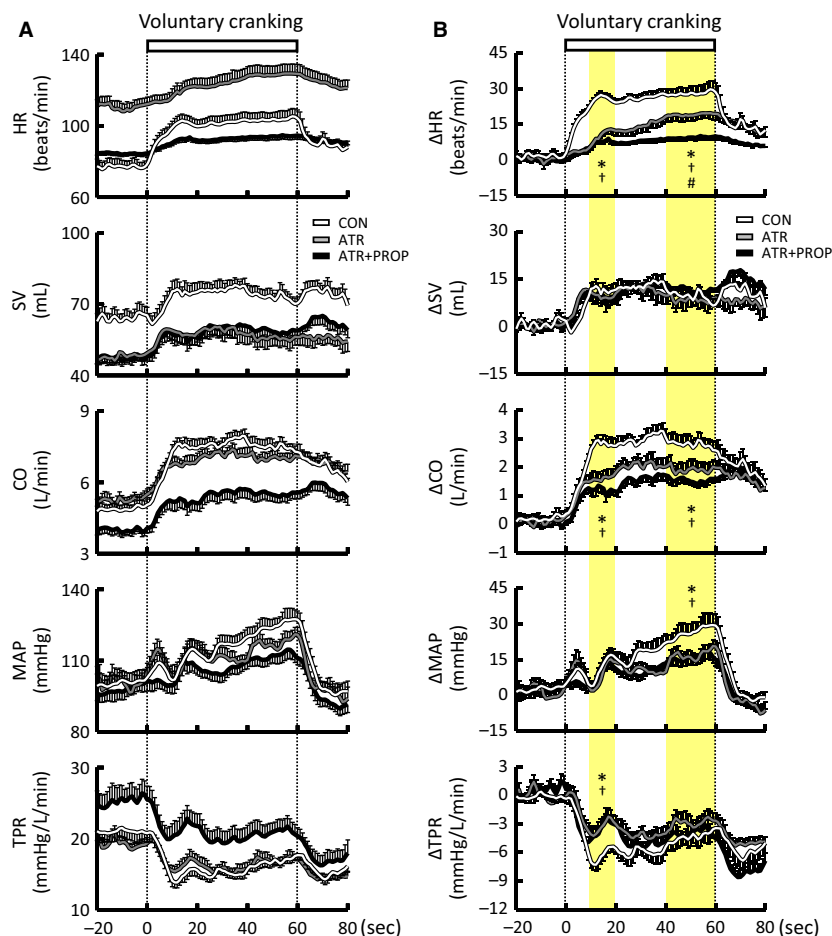 A
Voluntary cranking
140
100
60
HR
(beats/min)
100
70
40
SV
(mL)
CON
ATR
ATR+PROP
9
6
3
CO
(L/min)
140
110
80
MAP
(mmHg)
30
20
10
TPR
(mmHg/L/min)
−20 0 20 40 60 80 (sec)
B
Voluntary cranking
45
30
15
0
−15
ΔHR
(beats/min)
* *
† †
#
30
15
0
−15
ΔSV
(mL)
CON
ATR
ATR+PROP
4
3
2
1
0
−1
ΔCO
(L/min)
* *
† †
45
30
15
0
−15
ΔMAP
(mmHg)
*
†
3
0
−3
−6
−9
−12
ΔTPR
(mmHg/L/min)
*
†
−20 0 20 40 60 80 (sec)